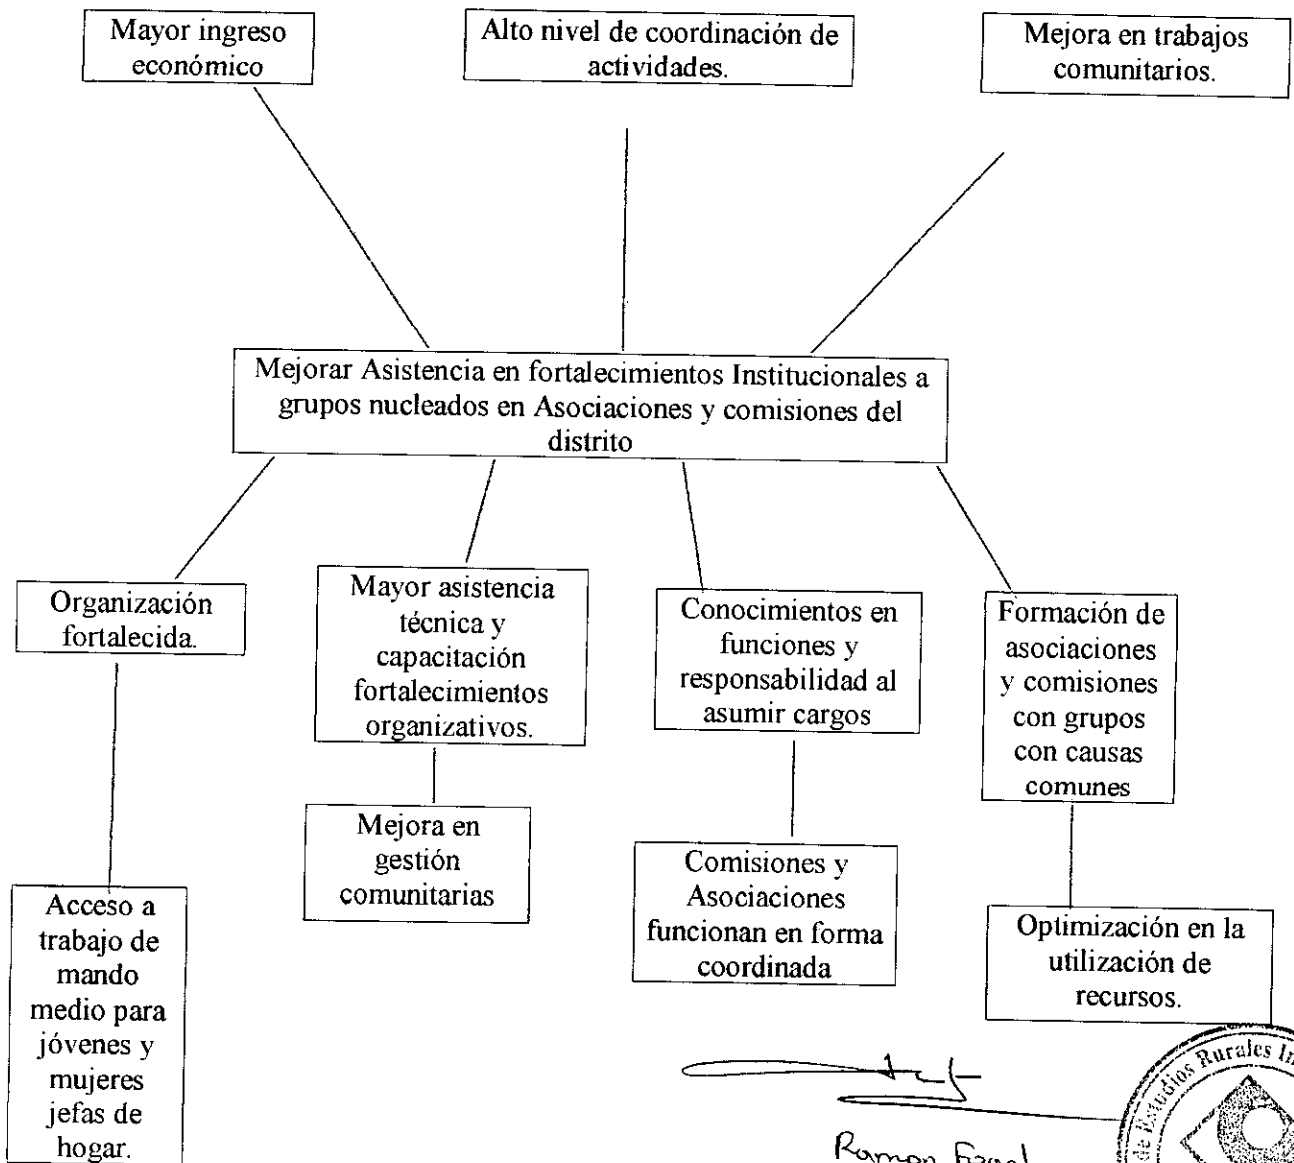 Mayor ingreso
económico
Alto nivel de coordinación de
actividades.
Mejora en trabajos
comunitarios.
Mejorar Asistencia en fortalecimientos Institucionales a
grupos nucleados en Asociaciones y comisiones del
distrito
Organización
fortalecida.
Mayor asistencia
técnica y
capacitación
fortalecimientos
organizativos.
Conocimientos en
funciones y
responsabilidad al
asumir cargos
Formación de
asociaciones
y comisiones
con grupos
con causas
comunes
Acceso a
trabajo de
mando
medio para
jóvenes y
mujeres
jefas de
hogar.
Mejora en
gestión
comunitarias
Comisiones y
Asociaciones
funcionan en forma
coordinada
Optimización en la
utilización de
recursos.
de Estudios Rurales In
Ramon